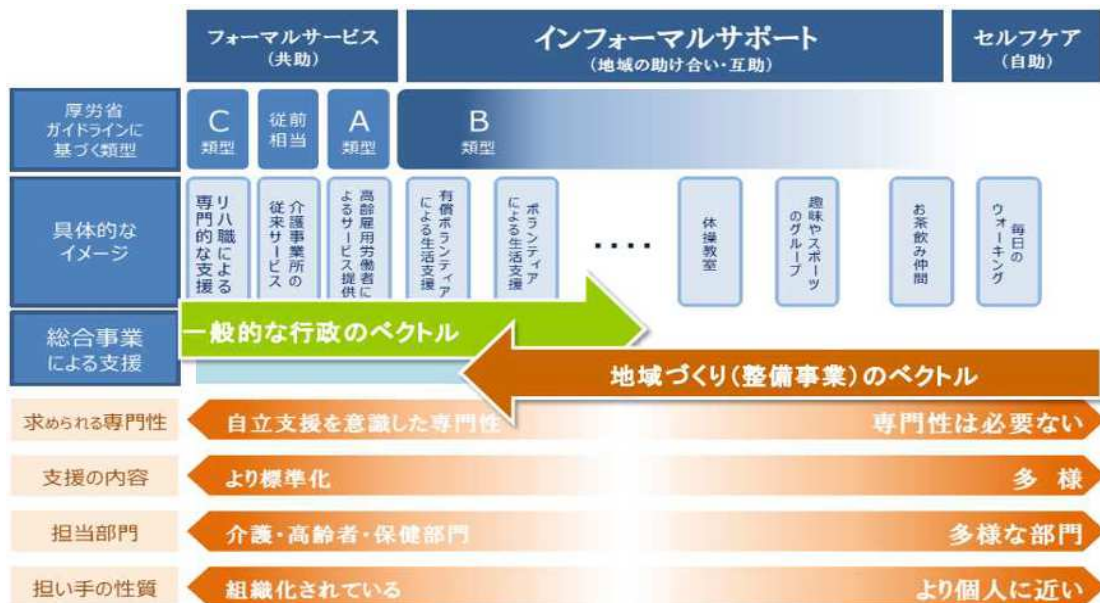 フォーマルサービス
(共助)
インフォーマルサポート
(地域の助け合い・互助)
セルフケア
(自助)
厚労省
ガイドラインに
基づく類型
C
類型
従前
相当
A
類型
B
類型
具体的な
イメージ
リハ職による
専門的な支援
介護事業所の
従来サービス
高齢雇用労働者に
よるサービス提供
有償ボランティア
による生活支援
ボランティア
による生活支援
・・・・
体操教室
趣味やスポーツ
のグループ
お茶飲み仲間
毎日の
ウォーキング
総合事業
による支援
一般的な行政のベクトル
地域づくり(整備事業)のベクトル
求められる専門性
自立支援を意識した専門性
専門性は必要ない
支援の内容
より標準化
多 様
担当部門
介護・高齢者・保健部門
多様な部門
担い手の性質
組織化されている
より個人に近い